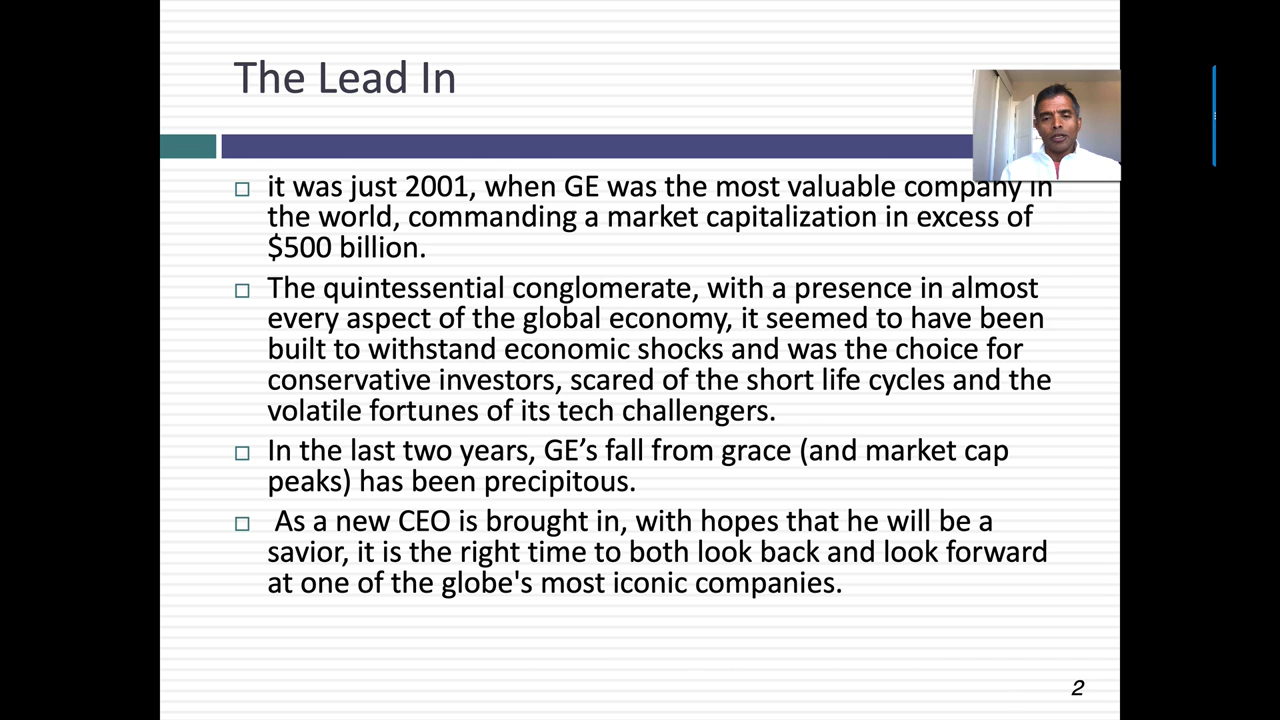 The Lead In
it was just 2001, when GE was the most valuable company in
the world, commanding a market capitalization in excess of
$500 billion.
The quintessential conglomerate, with a presence in almost
every aspect of the global economy, it seemed to have been
built to withstand economic shocks and was the choice for
conservative investors, scared of the short life cycles and the
volatile fortunes of its tech challengers.
In the last two years, GE’s fall from grace (and market cap
peaks) has been precipitous.
As a new CEO is brought in, with hopes that he will be a
savior, it is the right time to both look back and look forward
at one of the globe's most iconic companies.
2